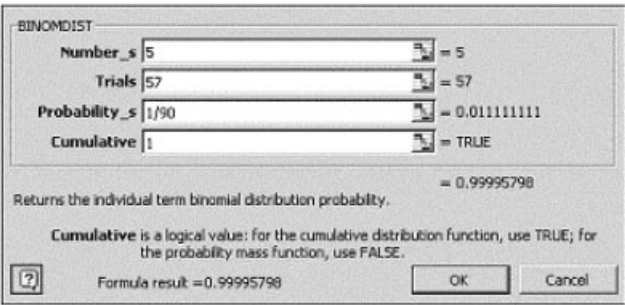 BINOMDIST
Number_s 5 = 5
Trials 57 = 57
Probability_s 1/90 = 0.011111111
Cumulative 1 = TRUE
= 0.99995798
Returns the individual term binomial distribution probability.
Cumulative is a logical value: for the cumulative distribution function, use TRUE; for
the probability mass function, use FALSE.
? Formula result =0.99995798 OK Cancel